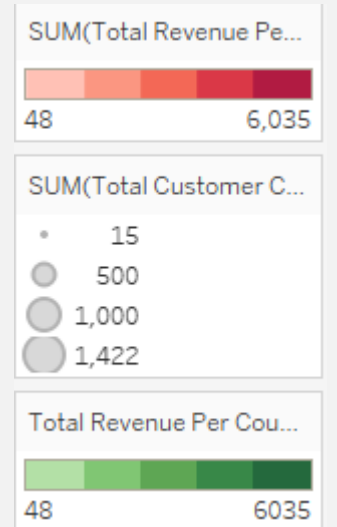 SUM(Total Revenue Pe...
48 6,035
SUM(Total Customer C...
15
500
1,000
1,422
Total Revenue Per Cou...
48 6035